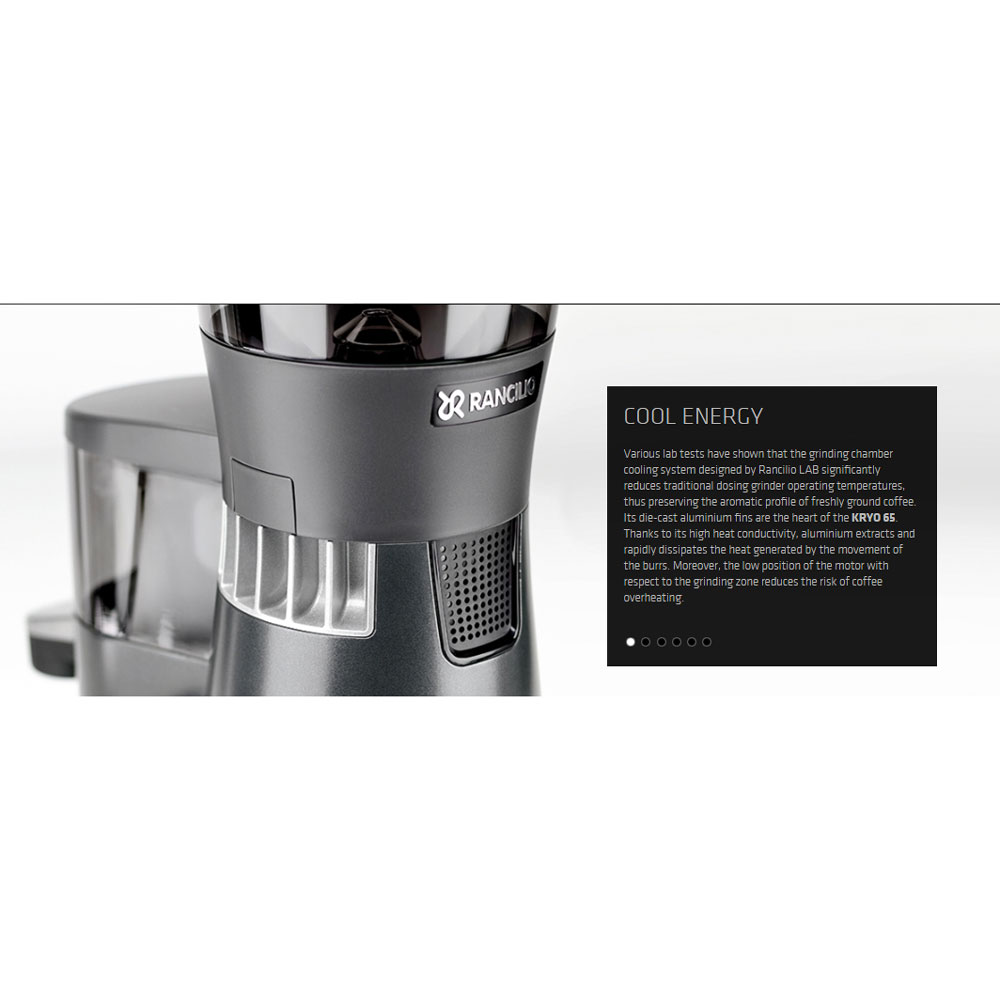 RANCILIO
COOL ENERGY
Various lab tests have shown that the grinding chamber
cooling system designed by Rancilio LAB significantly
reduces traditional dosing grinder operating temperatures,
thus preserving the aromatic profile of freshly ground coffee.
Its die-cast aluminium fins are the heart of the KRYO 65.
Thanks to its high heat conductivity, aluminium extracts and
rapidly dissipates the heat generated by the movement of
the burrs. Moreover, the low position of the motor with
respect to the grinding zone reduces the risk of coffee
overheating.